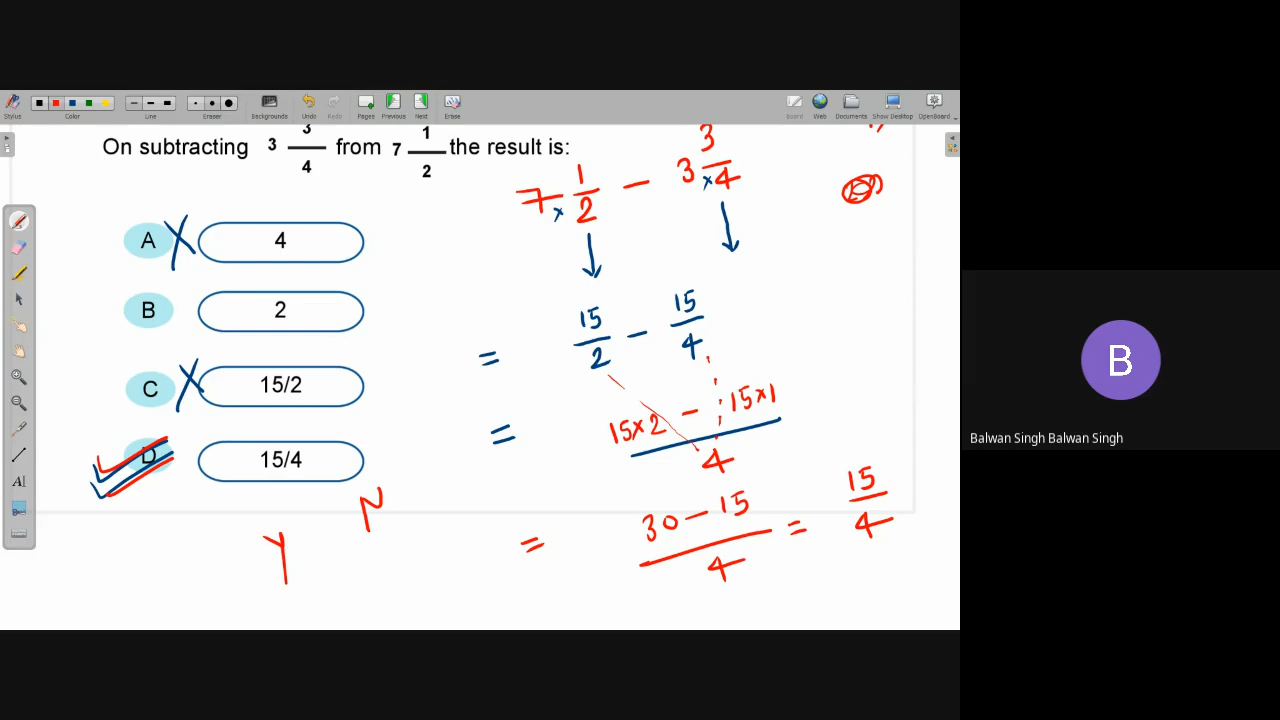 Stylus Color Line Eraser Backgrounds Undo Redo Pages Previous Next Erase Web Documents Show Desktop OpenBoard
On subtracting 3 3/4 from 7 1/2 the result is:
7 1/2 - 3 3/4
A X 4
B 2
= 15/2 - 15/4
C X 15/2
= 15×2 - 15×1 / 4
D 15/4
= 30 - 15 / 4 = 15/4
Y N
B
Balwan Singh Balwan Singh